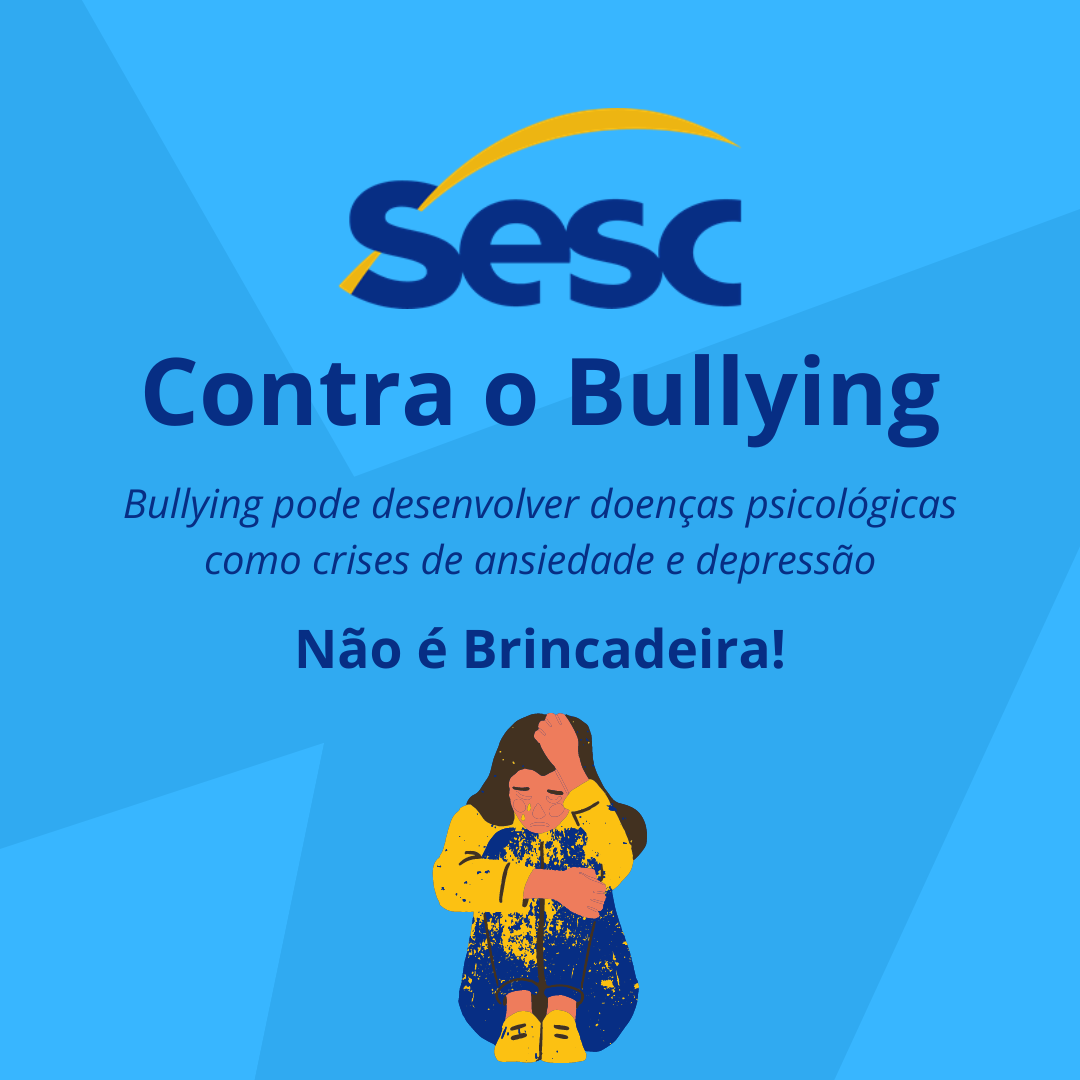 Sesc
Contra o Bullying
Bullying pode desenvolver doenças psicológicas
como crises de ansiedade e depressão
Não é Brincadeira!